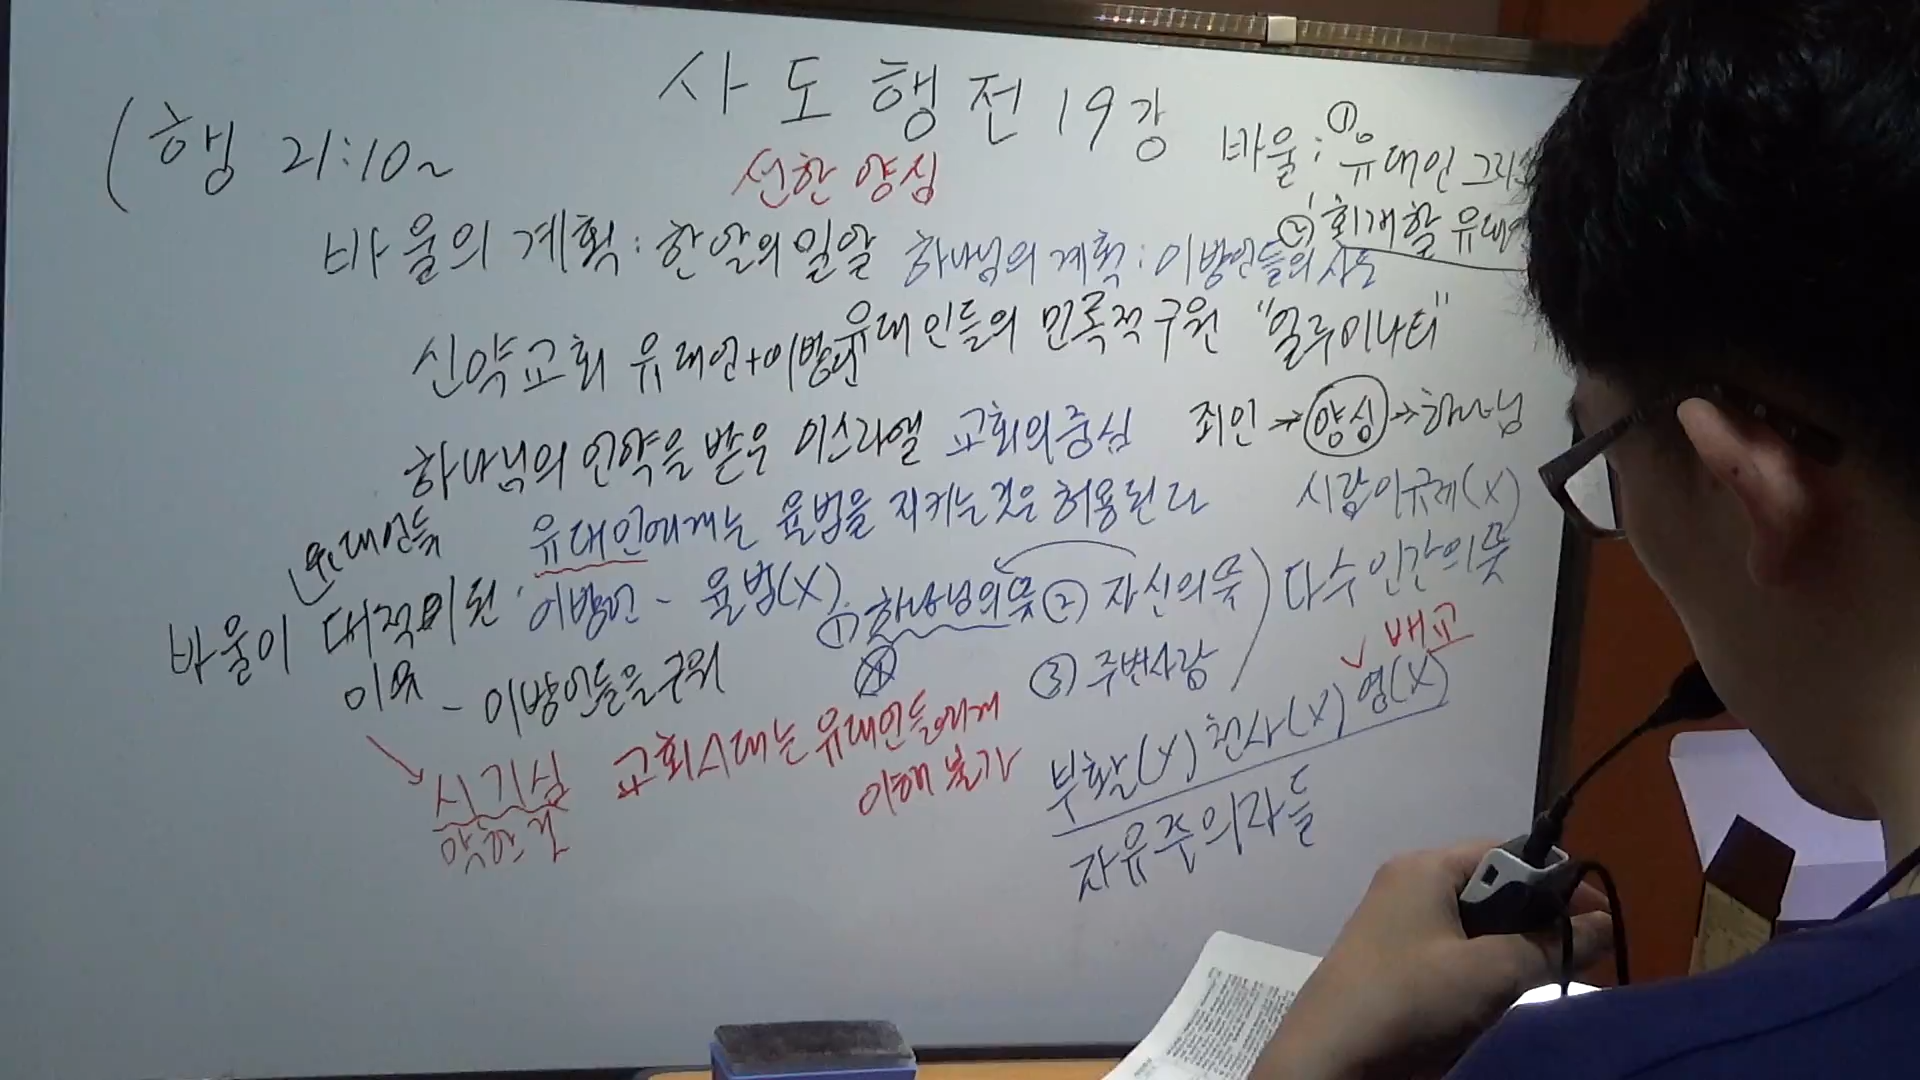 사도행전 19강
(행 21:10~
선한 양심
바울: ① 유대인 그리
② 회개할 유대
바울의 계획: 한 알의 밀알
하나님의 계획: 이방인들의 사도
신약교회 유대인+이방인
유대인들의 민족적 구원 "일루미나티"
하나님의 언약을 받은 이스라엘 교회의 중심
죄인→양심→하나님
유대인들
유대인에게는 율법을 지키는 것은 허용된다
사람이 규제(X)
바울이 대적이 된
이유 - 이방인들을 구원
이방인 - 율법(X)
① 하나님의 뜻 ② 자신의 뜻
③ 주변사람
다수 인간의 뜻
배교
시기심
악한 것
교회시대는 유대인들에게
이해 불가
부활(X) 천사(X) 영(X)
자유주의자들